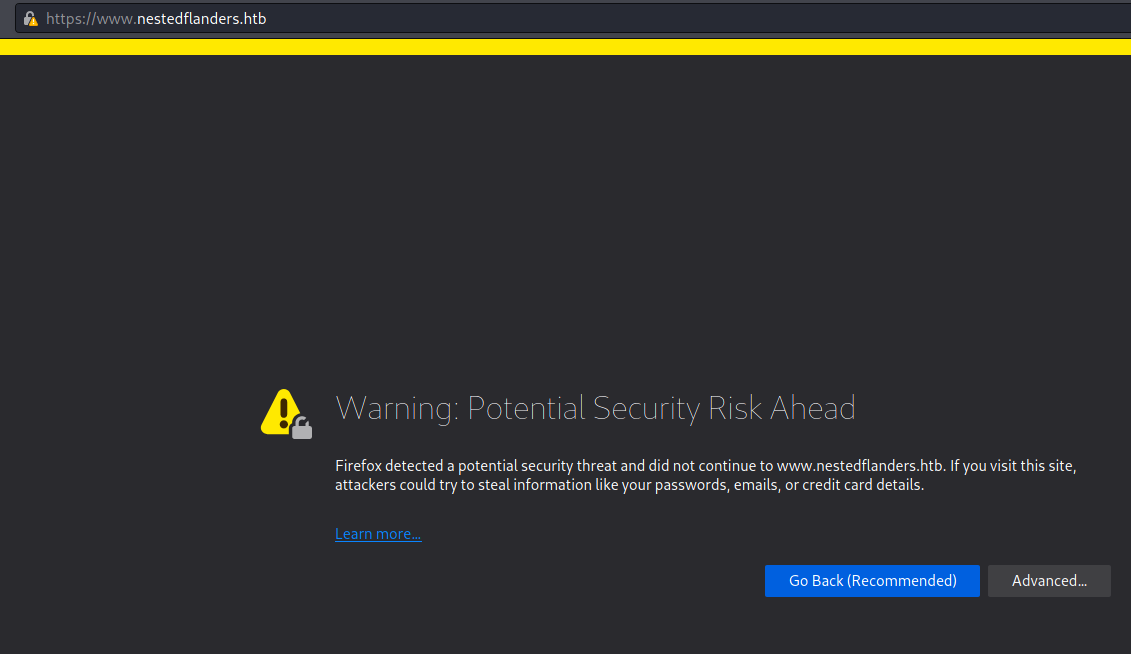 https://www.nestedflanders.htb
Warning: Potential Security Risk Ahead
Firefox detected a potential security threat and did not continue to www.nestedflanders.htb. If you visit this site,
attackers could try to steal information like your passwords, emails, or credit card details.
Learn more...
Go Back (Recommended)
Advanced...